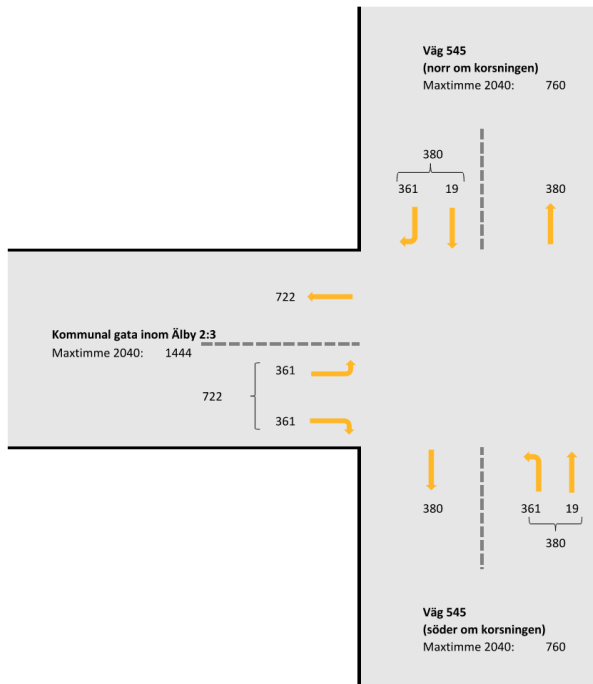 Väg 545
(norr om korsningen)
Maxtimme 2040: 760
380
361 19 380
722
Kommunal gata inom Älby 2:3
Maxtimme 2040: 1444
361
722
361
380 361 19
380
Väg 545
(söder om korsningen)
Maxtimme 2040: 760